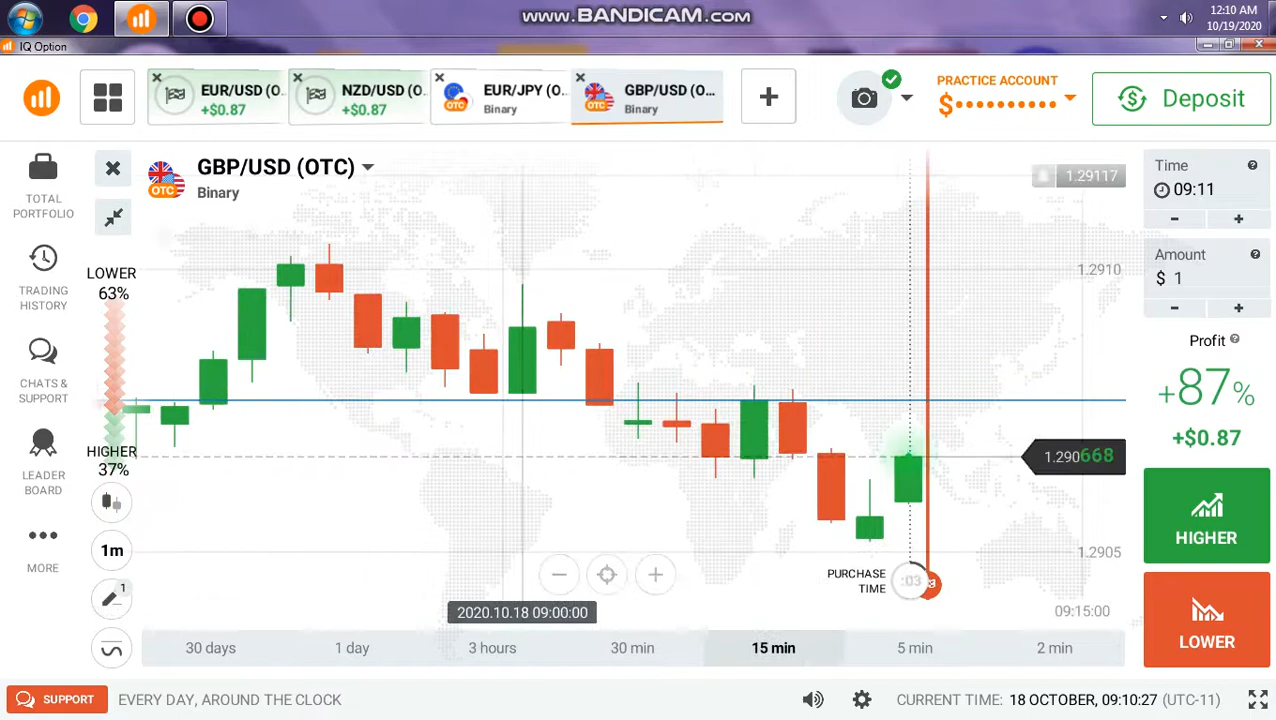 www.BANDICAM.com
12:10 AM
10/19/2020
IQ Option
EUR/USD (O...
+$0.87
NZD/USD (O...
+$0.87
OTC
EUR/JPY (O...
Binary
OTC
GBP/USD (O...
Binary
+
PRACTICE ACCOUNT
$
Deposit
TOTAL
PORTFOLIO
TRADING
HISTORY
CHATS &
SUPPORT
LEADER
BOARD
MORE
OTC
GBP/USD (OTC)
Binary
LOWER
63%
HIGHER
37%
1m
1
1.29117
1.2910
1.290668
1.2905
PURCHASE
TIME
:03
2020.10.18 09:00:00
09:15:00
30 days
1 day
3 hours
30 min
15 min
5 min
2 min
Time
09:11
- +
Amount
$ 1
- +
Profit
+87%
+$0.87
HIGHER
LOWER
SUPPORT
EVERY DAY, AROUND THE CLOCK
CURRENT TIME: 18 OCTOBER, 09:10:27 (UTC-11)